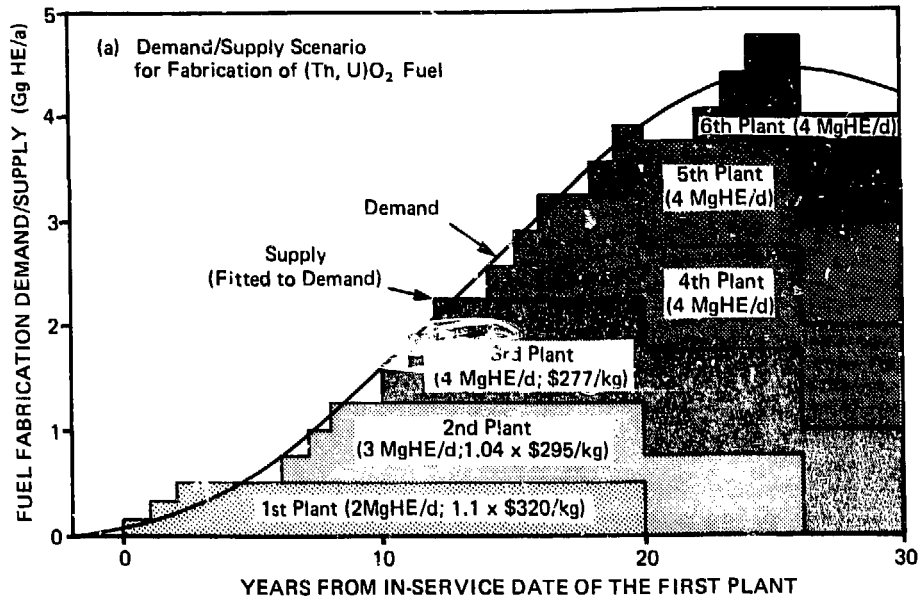 (a) Demand/Supply Scenario
for Fabrication of (Th, U)O₂ Fuel
FUEL FABRICATION DEMAND/SUPPLY (Gg HE/a)
5
4
3
2
1
0
Demand
Supply
(Fitted to Demand)
6th Plant (4 MgHE/d)
5th Plant
(4 MgHE/d)
4th Plant
(4 MgHE/d)
3rd Plant
(4 MgHE/d; $277/kg)
2nd Plant
(3 MgHE/d;1.04 x $295/kg)
1st Plant (2MgHE/d; 1.1 x $320/kg)
0
10
20
30
YEARS FROM IN-SERVICE DATE OF THE FIRST PLANT